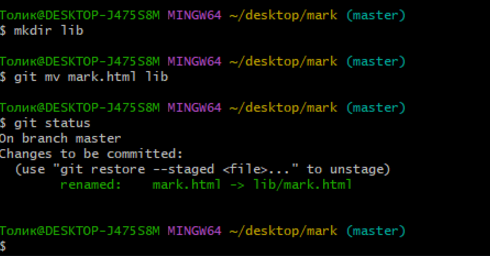 Толик@DESKTOP-J475S8M MINGW64 ~/desktop/mark (master)
$ mkdir lib
Толик@DESKTOP-J475S8M MINGW64 ~/desktop/mark (master)
$ git mv mark.html lib
Толик@DESKTOP-J475S8M MINGW64 ~/desktop/mark (master)
$ git status
On branch master
Changes to be committed:
  (use "git restore --staged <file>..." to unstage)
        renamed:    mark.html -> lib/mark.html
Толик@DESKTOP-J475S8M MINGW64 ~/desktop/mark (master)
$